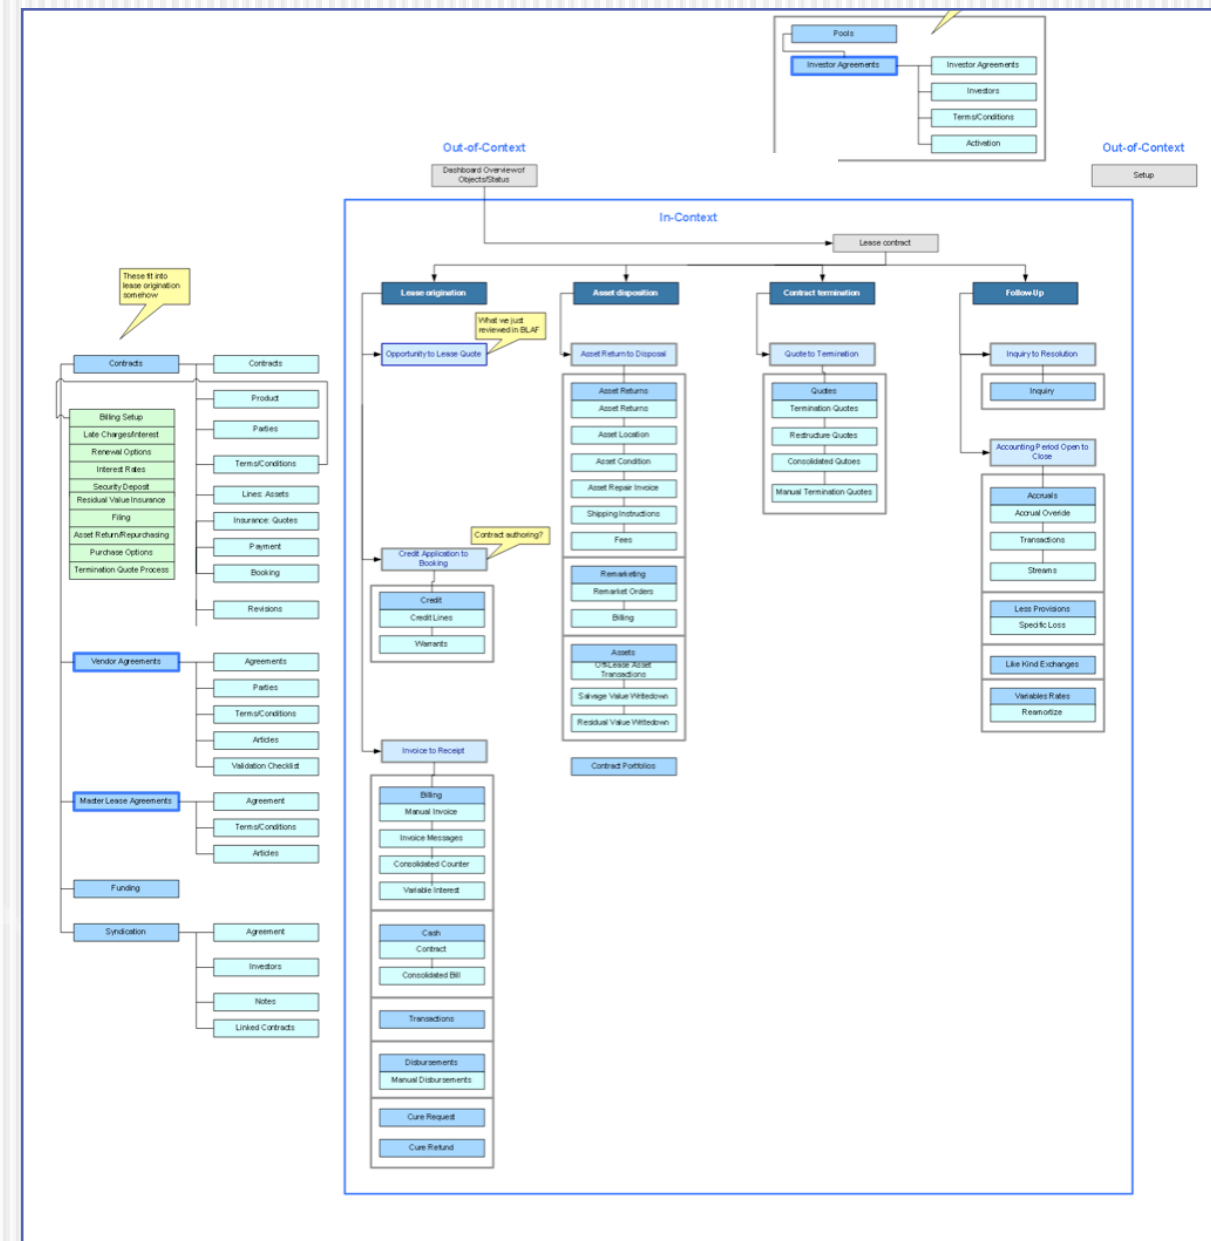 Pools
Investor Agreements
Investor Agreements
Investors
Terms/Conditions
Activation
Out-of-Context
Dashboard Overview of
Objects/Status
Out-of-Context
Setup
In-Context
Lease contract
These fit into
lease origination
somehow
Contracts
Contracts
Product
Parties
Terms/Conditions
Lines: Assets
Insurance: Quotes
Payment
Booking
Revisions
Billing Setup
Late Charges/Interest
Renewal Options
Interest Rates
Security Deposit
Residual Value Insurance
Filing
Asset Return/Repurchasing
Purchase Options
Termination Quote Process
Vendor Agreements
Agreements
Parties
Terms/Conditions
Articles
Validation Checklist
Master Lease Agreements
Agreement
Terms/Conditions
Articles
Funding
Syndication
Agreement
Investors
Notes
Linked Contracts
Lease origination
What we just
reviewed in BLAF
Opportunity to Lease Quote
Contract authoring?
Credit Application to
Booking
Credit
Credit Lines
Warrants
Invoice to Receipt
Billing
Manual Invoice
Invoice Messages
Consolidated Counter
Variable Interest
Cash
Contract
Consolidated Bill
Transactions
Disbursements
Manual Disbursements
Cure Request
Cure Refund
Asset disposition
Asset Return to Disposal
Asset Returns
Asset Returns
Asset Location
Asset Condition
Asset Repair Invoice
Shipping Instructions
Fees
Remarketing
Remarket Orders
Billing
Assets
Off-Lease Asset
Transactions
Salvage Value Writedown
Residual Value Writedown
Contract Portfolios
Contract termination
Quote to Termination
Quotes
Termination Quotes
Restructure Quotes
Consolidated Qutoes
Manual Termination Quotes
Follow-Up
Inquiry to Resolution
Inquiry
Accounting Period Open to
Close
Accruals
Accrual Overide
Transactions
Streams
Less Provisions
Specific Loss
Like Kind Exchanges
Variables Rates
Reamortize